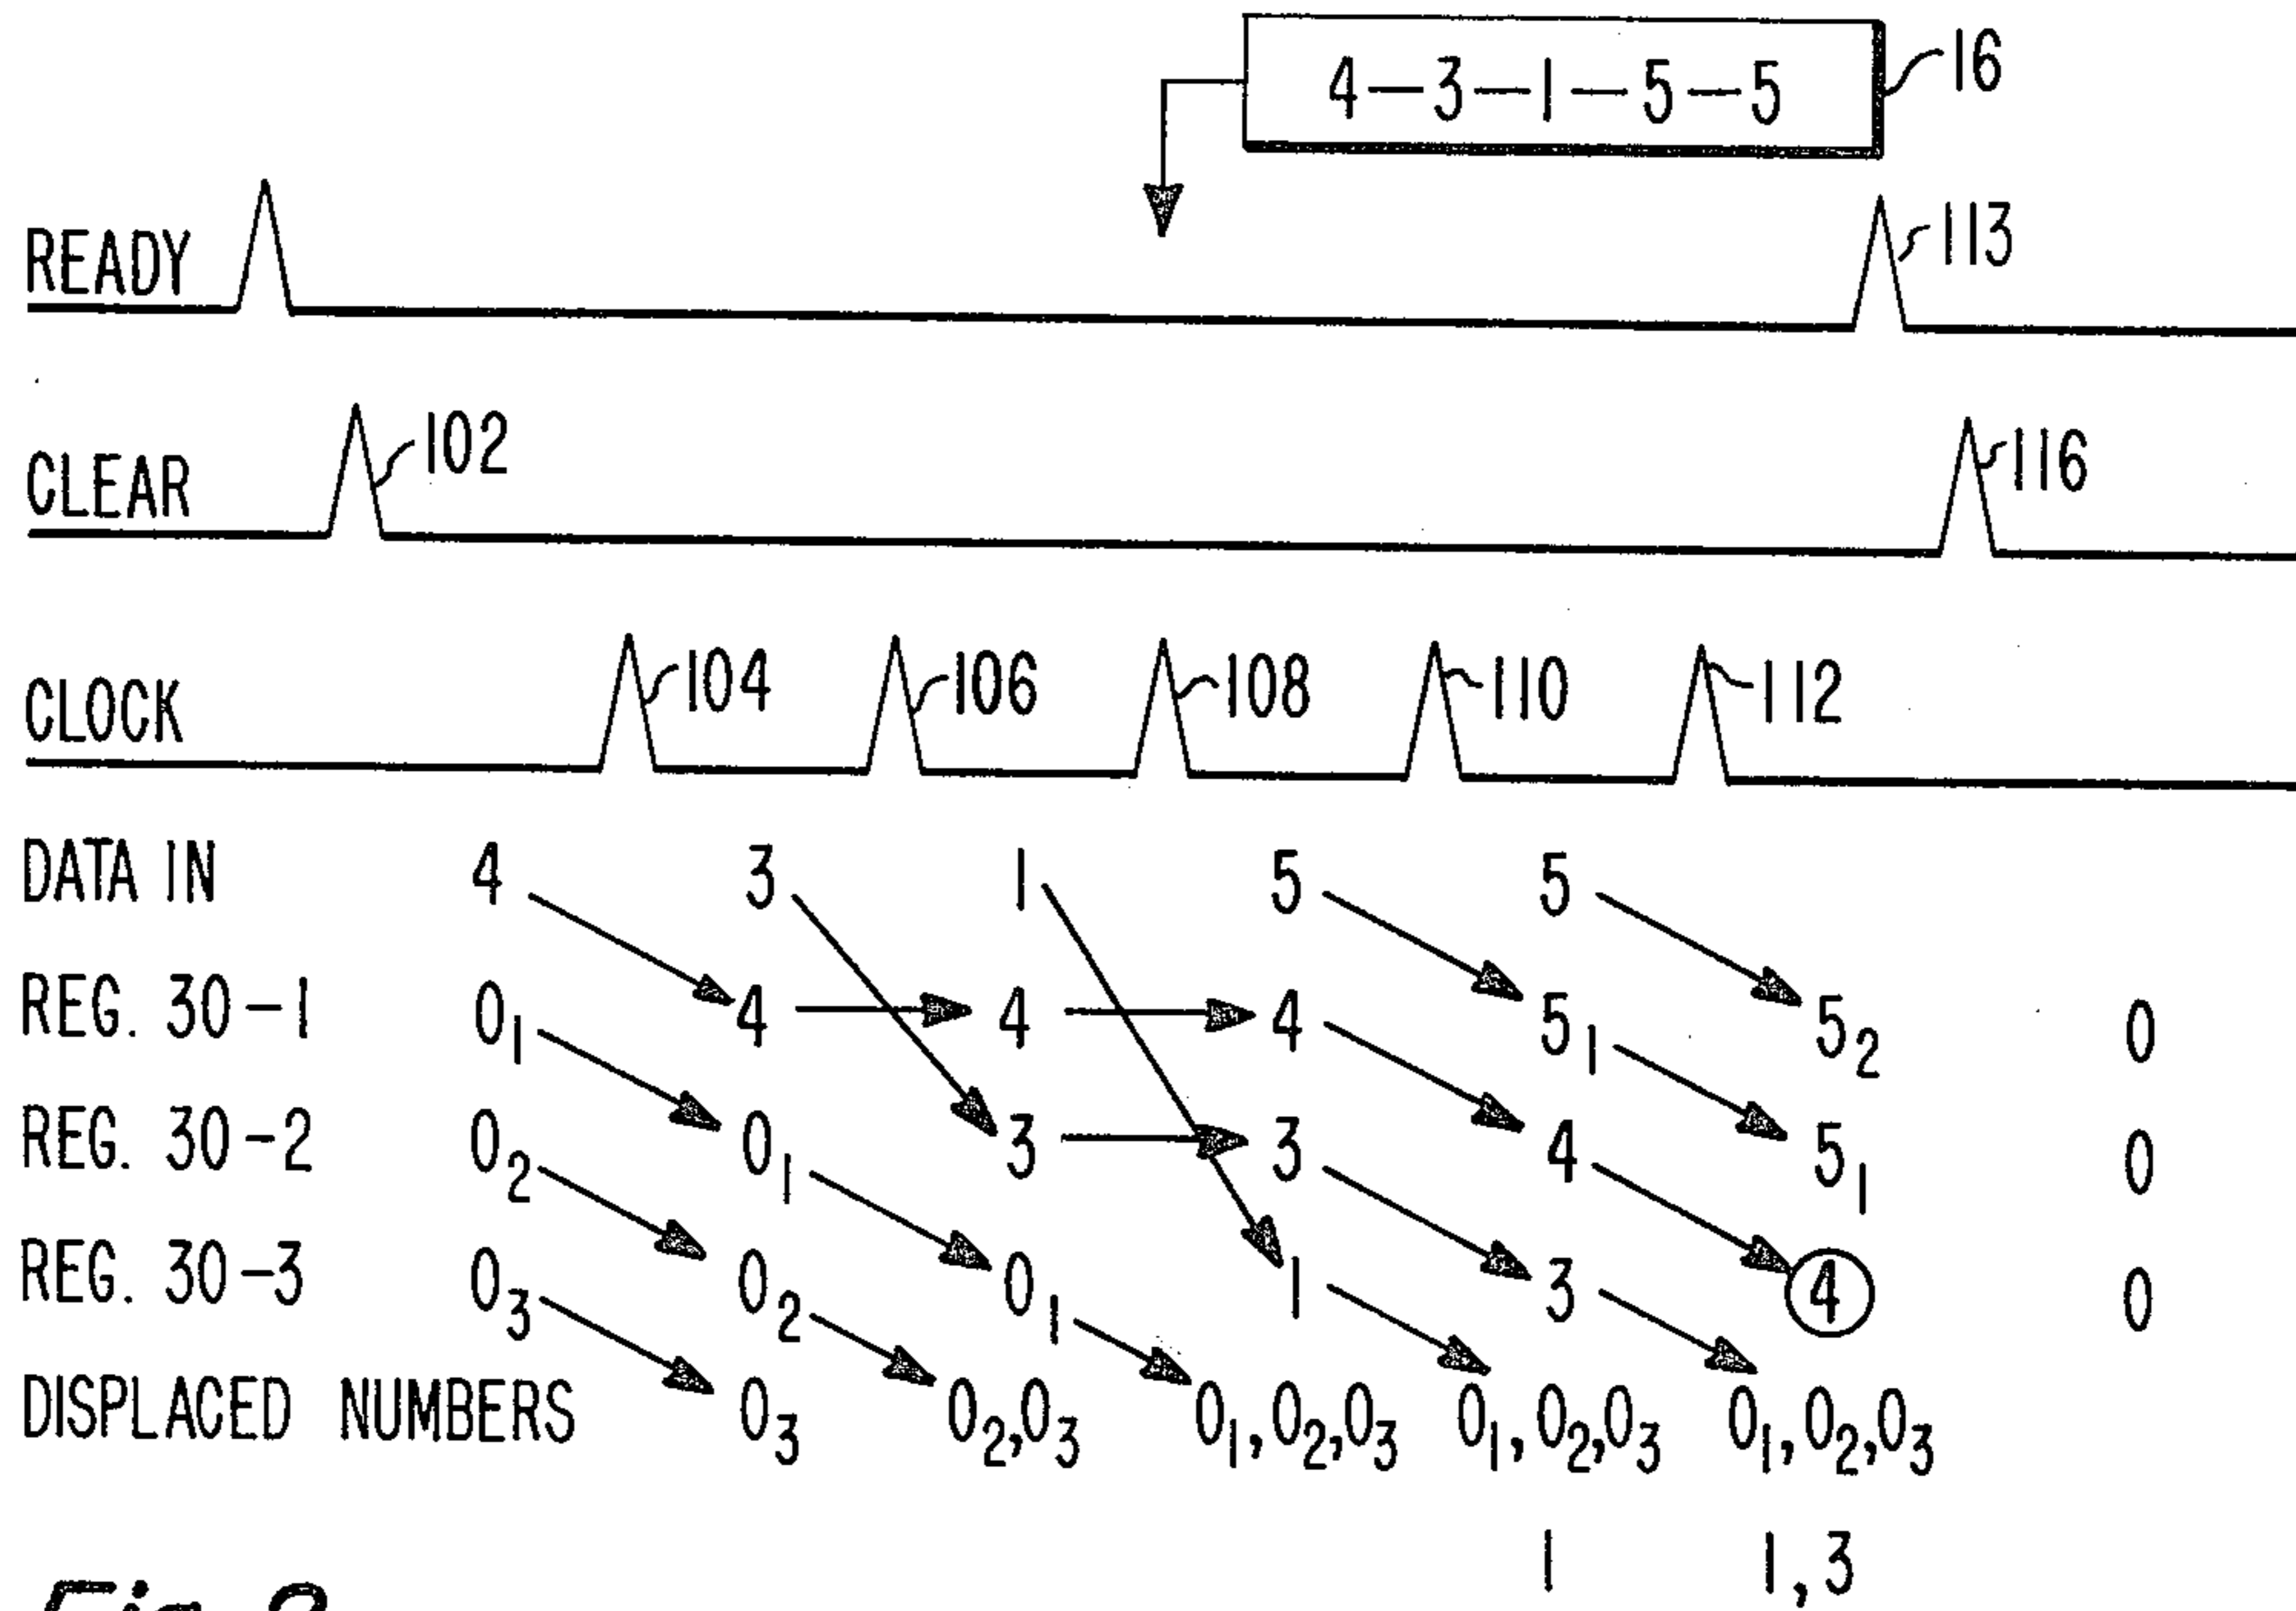 4—3—1—5—5 16
READY 113
CLEAR 102 116
CLOCK 104 106 108 110 112
DATA IN 4 3 1 5 5
REG. 30-1 0₁ 4 4 4 5₁ 5₂ 0
REG. 30-2 0₂ 0₁ 3 3 4 5₁ 0
REG. 30-3 0₃ 0₂ 0₁ 1 3 4 0
DISPLACED NUMBERS 0₃ 0₂,0₃ 0₁,0₂,0₃ 0₁,0₂,0₃ 0₁,0₂,0₃
1 1,3